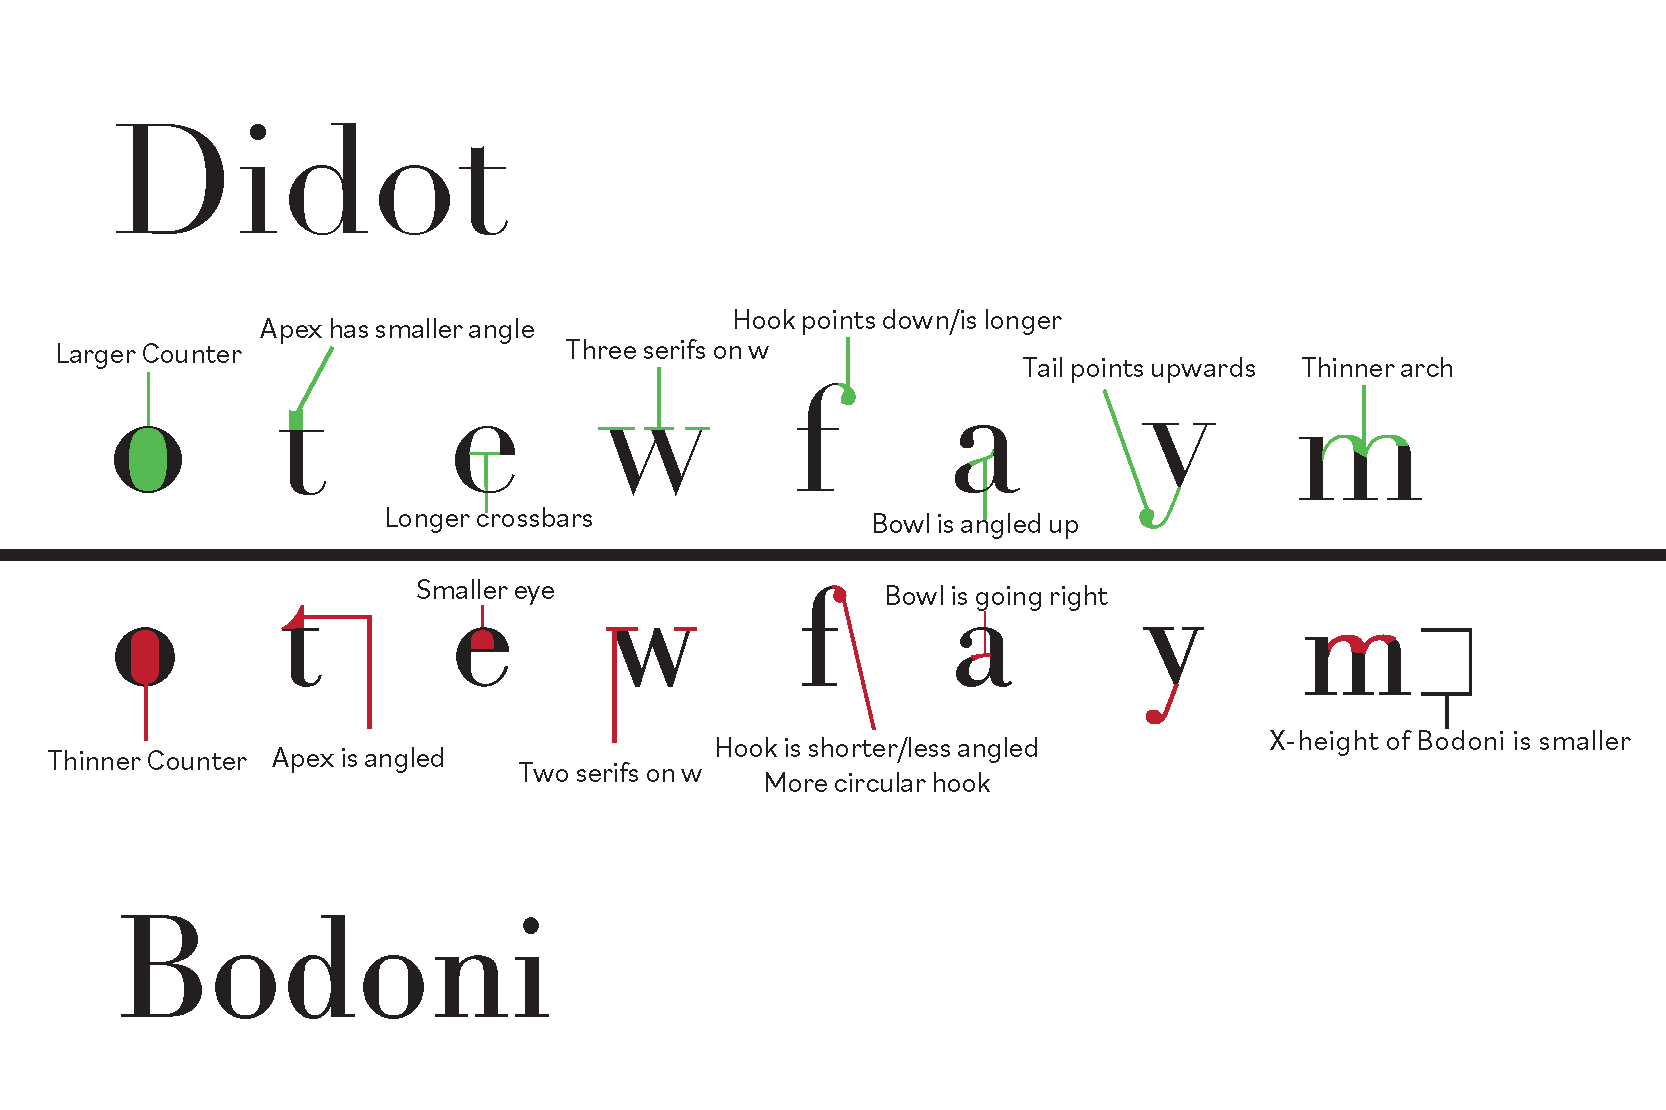 Didot
Hook points down/is longer
Apex has smaller angle
Larger Counter
Three serifs on w
Tail points upwards
Thinner arch
o t e w f a y m
Longer crossbars
Bowl is angled up
Smaller eye
Bowl is going right
o t e w f a y m
Thinner Counter
Apex is angled
Two serifs on w
Hook is shorter/less angled
More circular hook
X-height of Bodoni is smaller
Bodoni